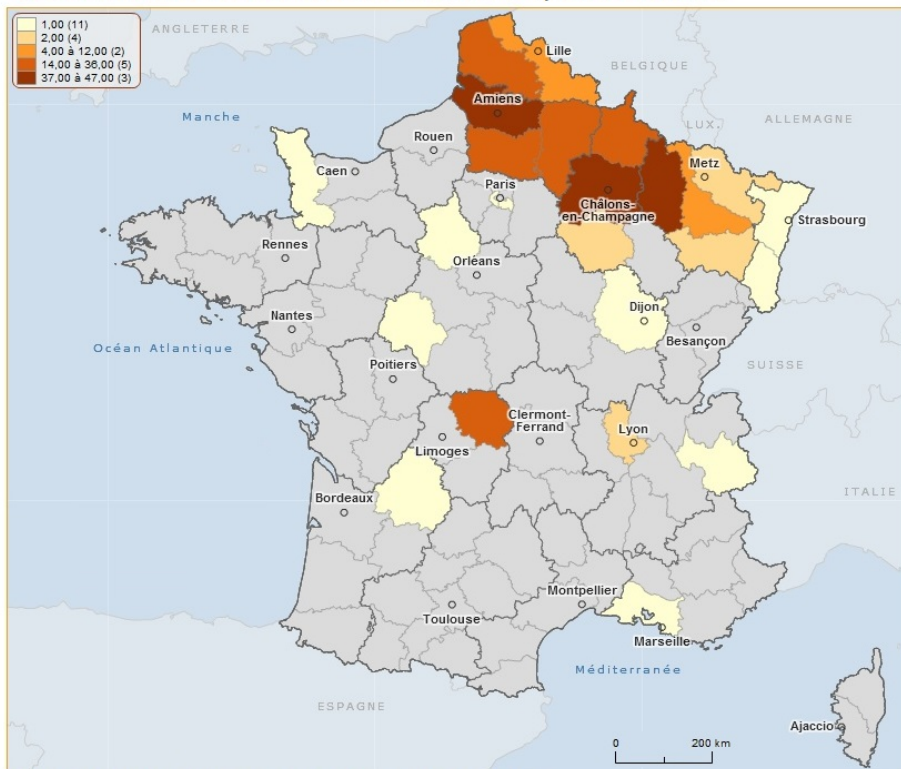 1,00 (11)
2,00 (4)
4,00 à 12,00 (2)
14,00 à 36,00 (5)
37,00 à 47,00 (3)
ANGLETERRE
Lille
BELGIQUE
Amiens
Manche
LUX.
ALLEMAGNE
Rouen
Metz
Caen
Paris
Châlons-
en-Champagne
Strasbourg
Rennes
Orléans
Nantes
Dijon
Besançon
Océan Atlantique
Poitiers
SUISSE
Clermont-
Ferrand
Lyon
Limoges
Bordeaux
ITALIE
Montpellier
Toulouse
Marseille
Méditerranée
ESPAGNE
Ajaccio
0 200 km